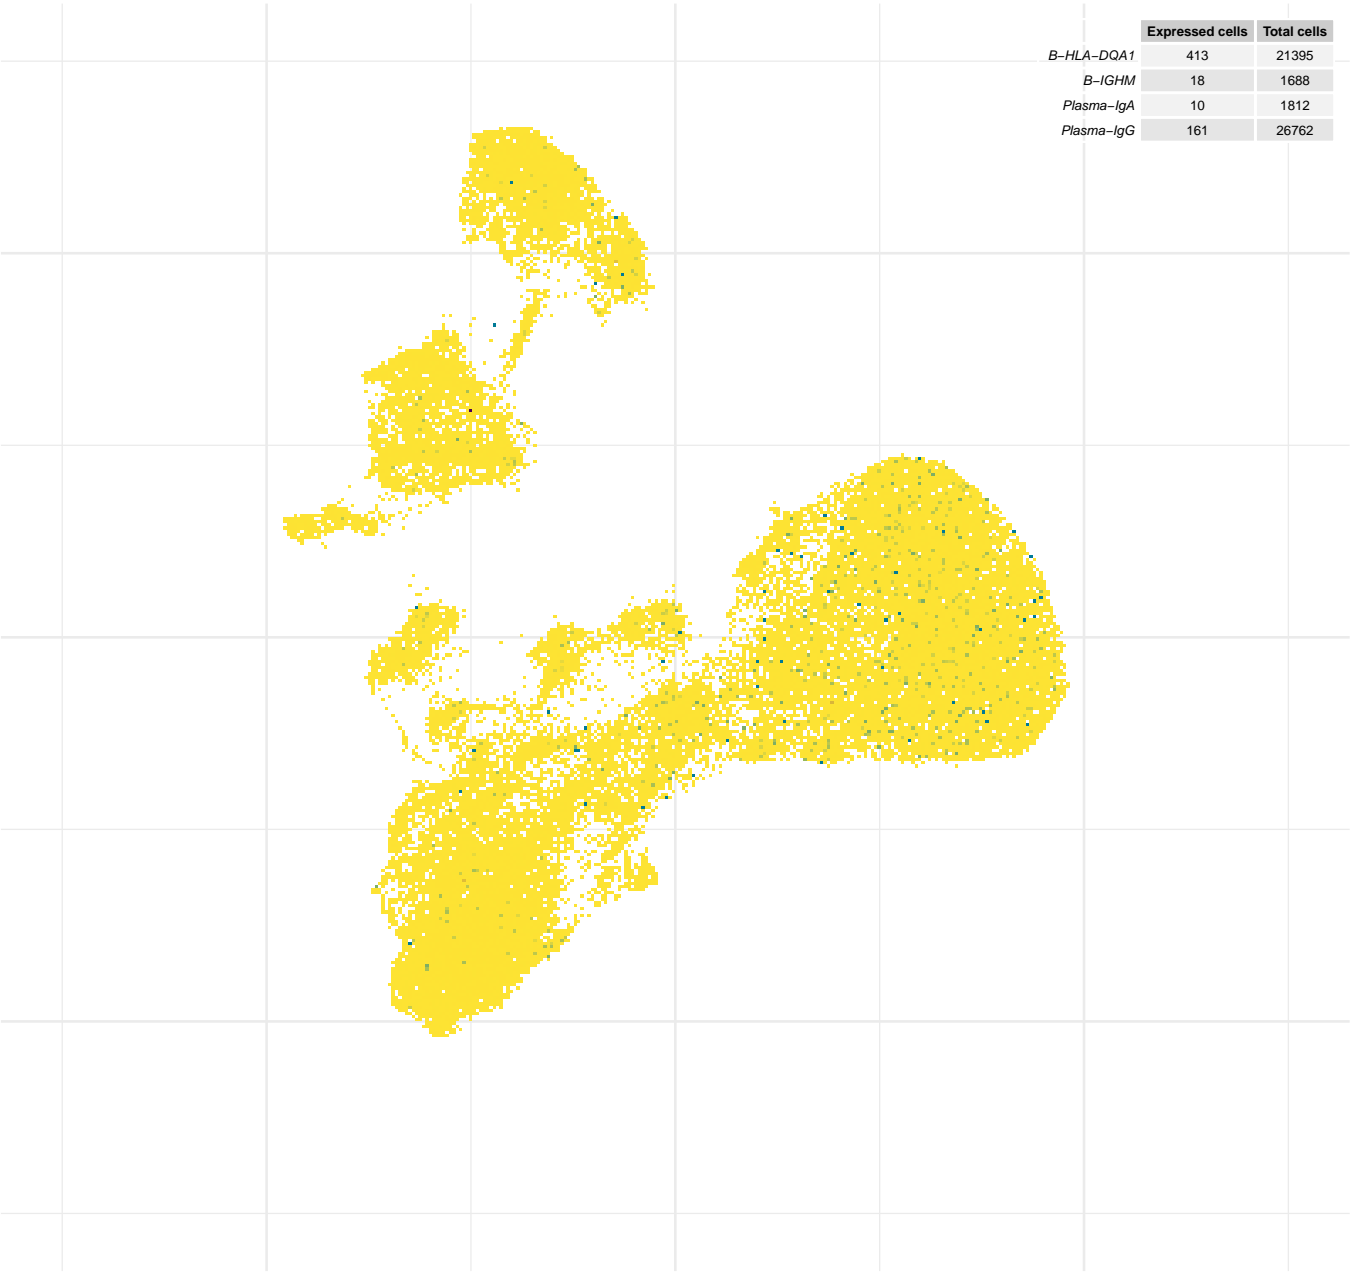 Expressed cells Total cells
B−HLA−DQA1 413 21395
B−IGHM 18 1688
Plasma−IgA 10 1812
Plasma−IgG 161 26762